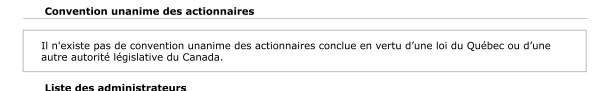 Convention unanime des actionnaires
Il n'existe pas de convention unanime des actionnaires conclue en vertu d’une loi du Québec ou d’une
autre autorité législative du Canada.
Liste des administrateurs